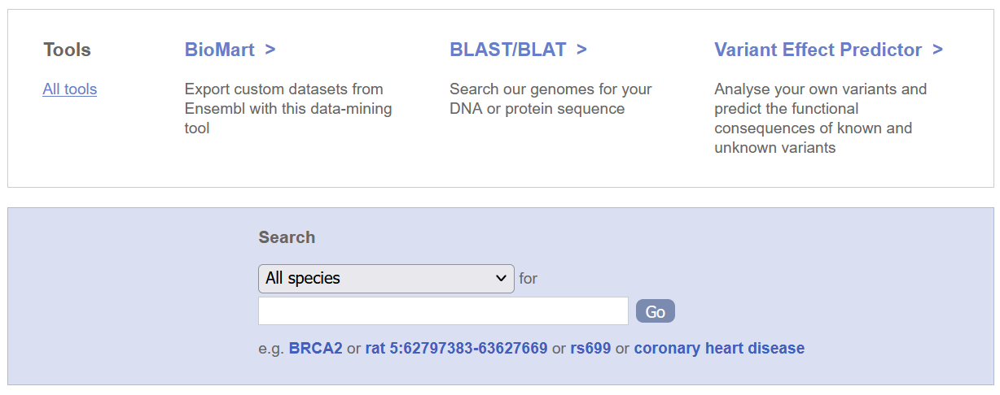 Tools
All tools
BioMart >
Export custom datasets from
Ensembl with this data-mining
tool
BLAST/BLAT >
Search our genomes for your
DNA or protein sequence
Variant Effect Predictor >
Analyse your own variants and
predict the functional
consequences of known and
unknown variants
Search
All species for
Go
e.g. BRCA2 or rat 5:62797383-63627669 or rs699 or coronary heart disease